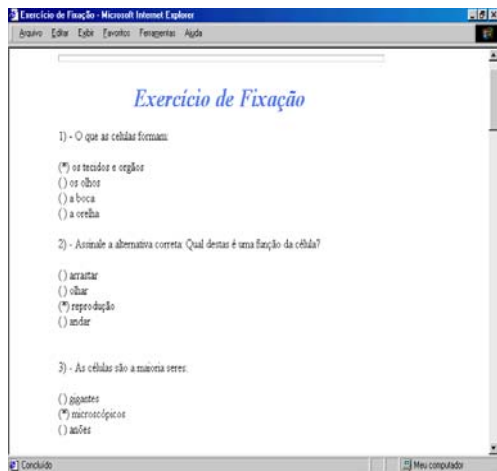 Exercício de Fixação - Microsoft Internet Explorer
Arquivo Editar Exibir Favoritos Ferramentas Ajuda
Exercício de Fixação
1) - O que as celulas formam:
(*) os tecidos e orgãos
( ) os olhos
( ) a boca
( ) a orelha
2) - Assinale a alternativa correta: Qual destas é uma função da célula?
( ) arrastar
( ) olhar
(*) reprodução
( ) andar
3) - As células são a maioria seres:
( ) gigantes
(*) microscópicos
( ) anões
Concluído Meu computador